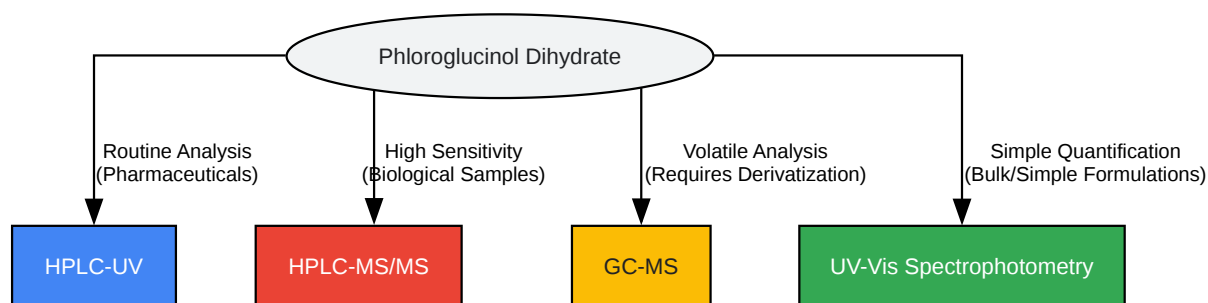 Phloroglucinol Dihydrate
Routine Analysis
(Pharmaceuticals)
High Sensitivity
(Biological Samples)
Volatile Analysis
(Requires Derivatization)
Simple Quantification
(Bulk/Simple Formulations)
HPLC-UV
HPLC-MS/MS
GC-MS
UV-Vis Spectrophotometry